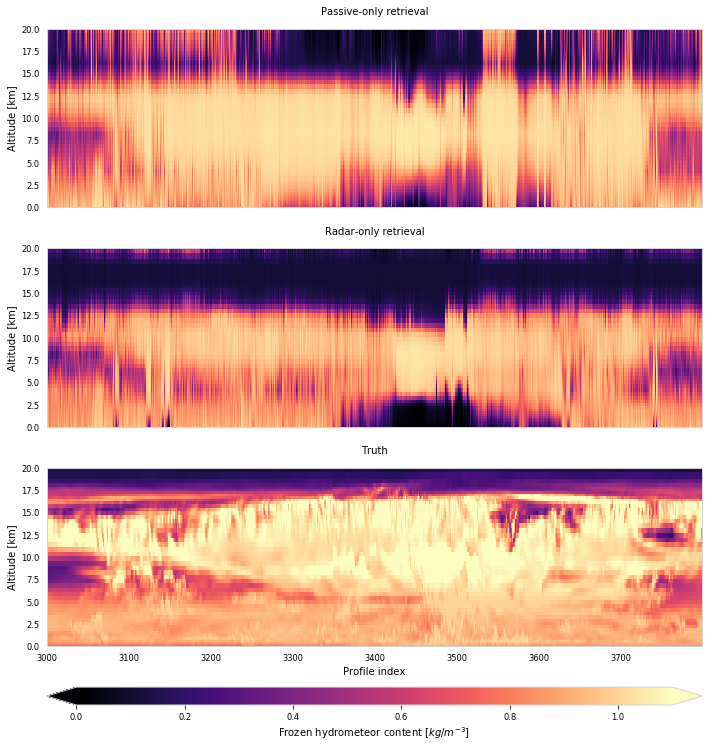 Passive-only retrieval
20.0
17.5
15.0
12.5
10.0
7.5
5.0
2.5
0.0
Altitude [km]
Radar-only retrieval
20.0
17.5
15.0
12.5
10.0
7.5
5.0
2.5
0.0
Altitude [km]
Truth
20.0
17.5
15.0
12.5
10.0
7.5
5.0
2.5
0.0
Altitude [km]
3000 3100 3200 3300 3400 3500 3600 3700
Profile index
0.0 0.2 0.4 0.6 0.8 1.0
Frozen hydrometeor content [kg/m⁻³]